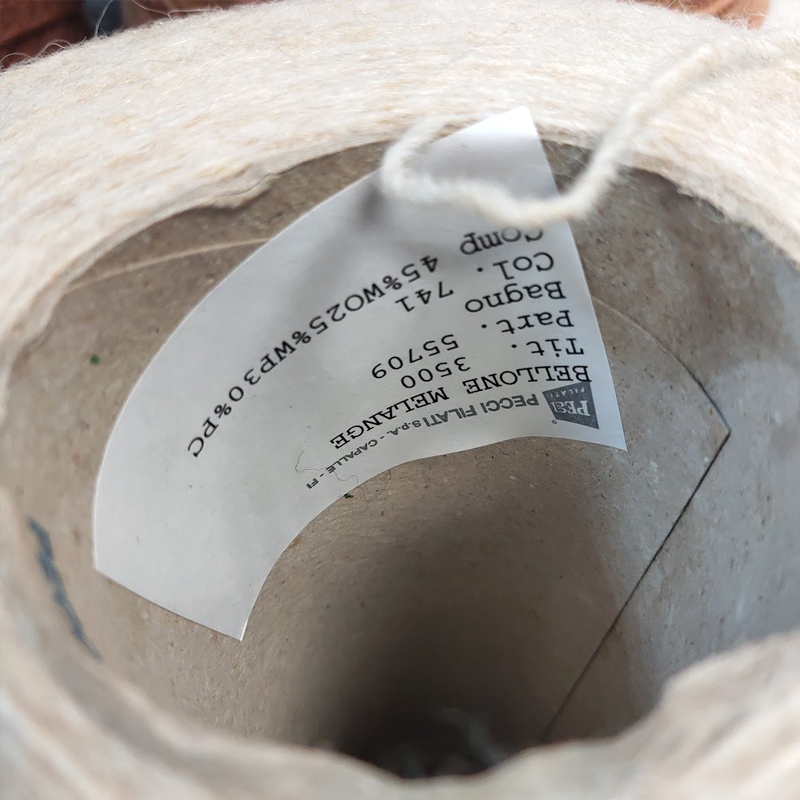 PECCI FILATI
PECCI FILATI s.p.A. - CAPALLE - FI
BELLONE MELANGE
Tit. 3500
Part. 55709
Bagno
Col. 741
Comp 45%WO25%WP30%PC